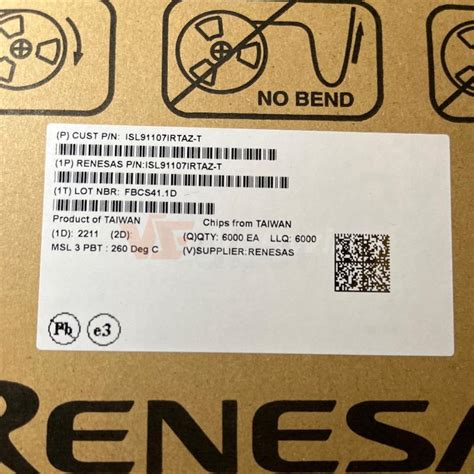 NO BEND
(P) CUST P/N: ISL91107IRTAZ-T
(1P) RENESAS P/N:ISL91107IRTAZ-T
(1T) LOT NBR: FBCS41.1D
Product of TAIWAN Chips from TAIWAN
(1D): 2211 (2D): (Q)QTY: 6000 EA LLQ: 6000
MSL 3 PBT : 260 Deg C (V)SUPPLIER:RENESAS
Pb e3
RENESA